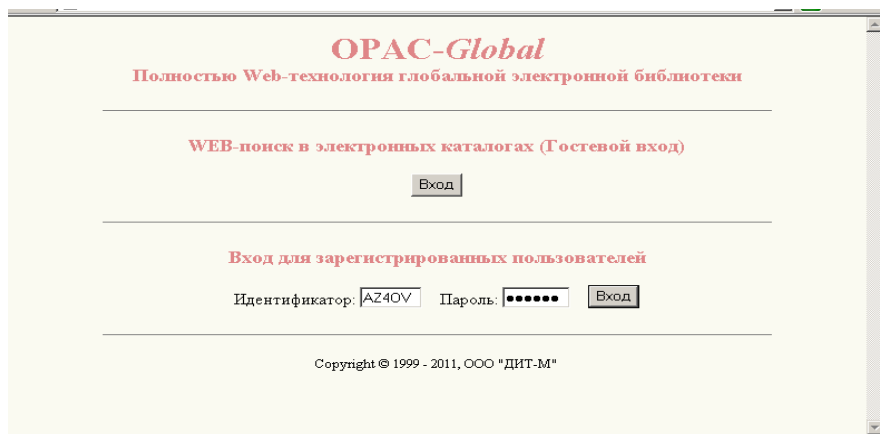 OPAC-Global
Полностью Web-технология глобальной электронной библиотеки
WEB-поиск в электронных каталогах (Гостевой вход)
Вход
Вход для зарегистрированных пользователей
Идентификатор: AZ4OV Пароль: ●●●●●● Вход
Copyright © 1999 - 2011, ООО "ДИТ-М"